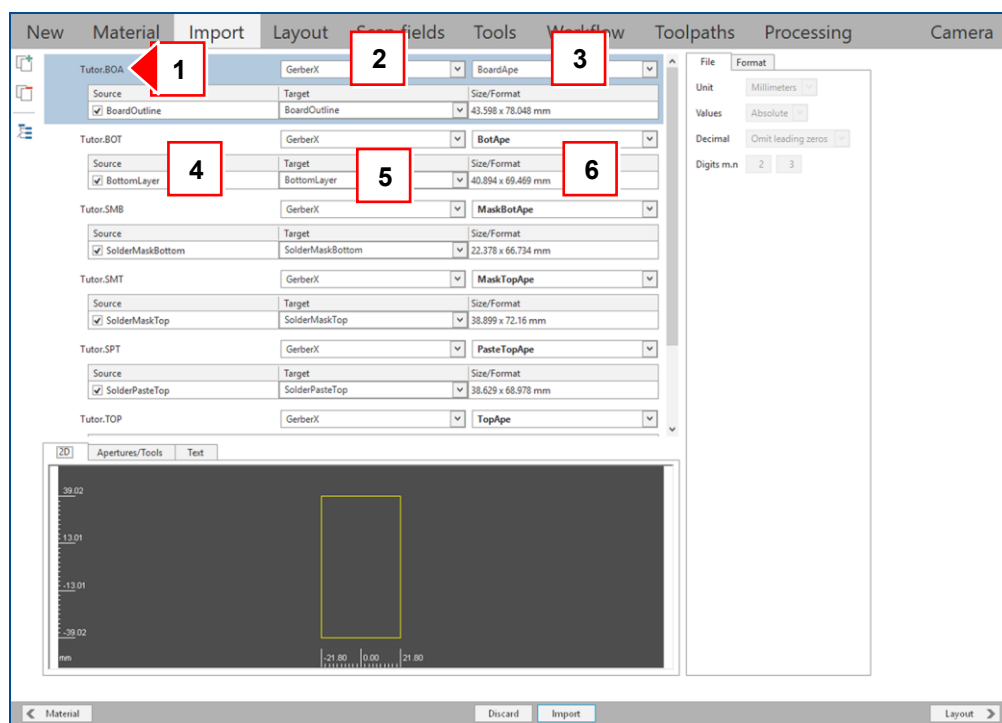 New Material Import Layout Scan fields Tools Workflow Toolpaths Processing Camera
Tutor.BOA GerberX BoardApe
1 2 3
Source Target Size/Format
BoardOutline BoardOutline 43.598 x 78.048 mm
Tutor.BOT GerberX BotApe
Source Target Size/Format
BottomLayer BottomLayer 40.894 x 69.469 mm
4 5 6
Tutor.SMB GerberX MaskBotApe
Source Target Size/Format
SolderMaskBottom SolderMaskBottom 22.378 x 66.734 mm
Tutor.SMT GerberX MaskTopApe
Source Target Size/Format
SolderMaskTop SolderMaskTop 38.899 x 72.16 mm
Tutor.SPT GerberX PasteTopApe
Source Target Size/Format
SolderPasteTop SolderPasteTop 38.629 x 68.978 mm
Tutor.TOP GerberX TopApe
File Format
Unit Millimeters
Values Absolute
Decimal Omit leading zeros
Digits m.n 2 3
2D Apertures/Tools Text
39.02
13.01
-13.01
-39.02
mm -21.80 0.00 21.80
Material Discard Import Layout